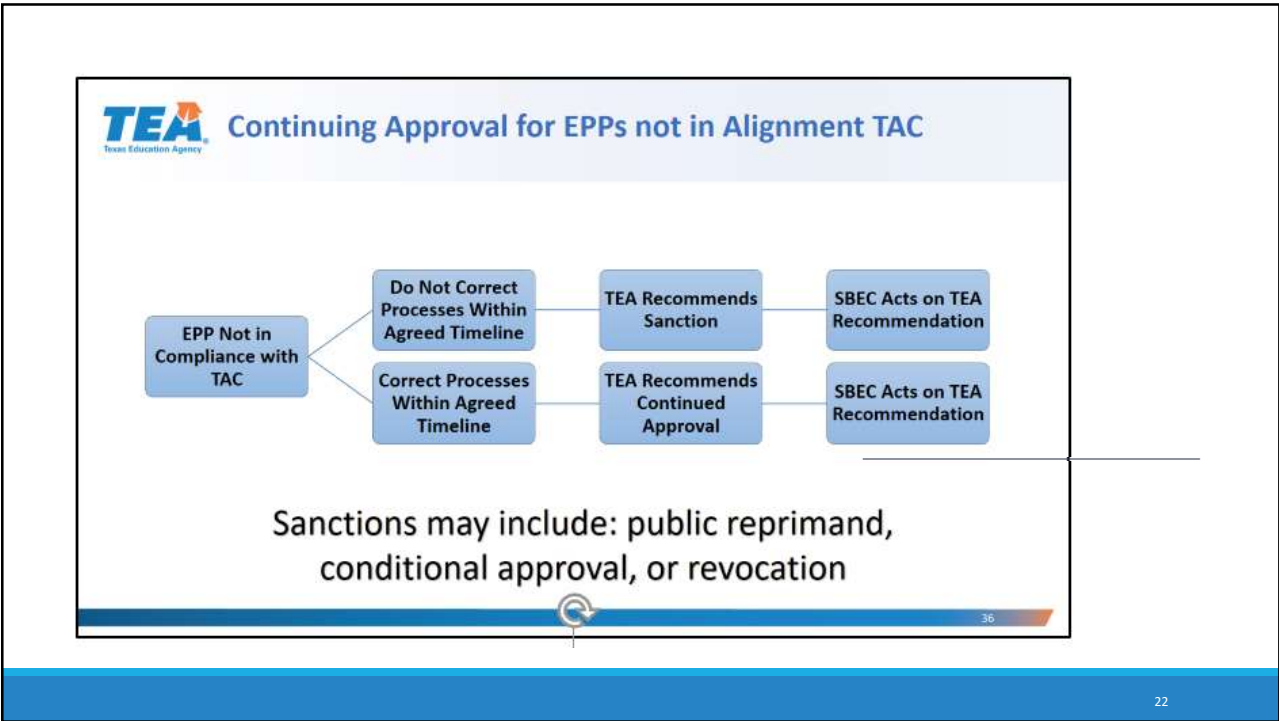 TEA
Texas Education Agency
Continuing Approval for EPPs not in Alignment TAC
EPP Not in
Compliance with
TAC
Do Not Correct
Processes Within
Agreed Timeline
TEA Recommends
Sanction
SBEC Acts on TEA
Recommendation
Correct Processes
Within Agreed
Timeline
TEA Recommends
Continued
Approval
SBEC Acts on TEA
Recommendation
Sanctions may include: public reprimand,
conditional approval, or revocation
36
22